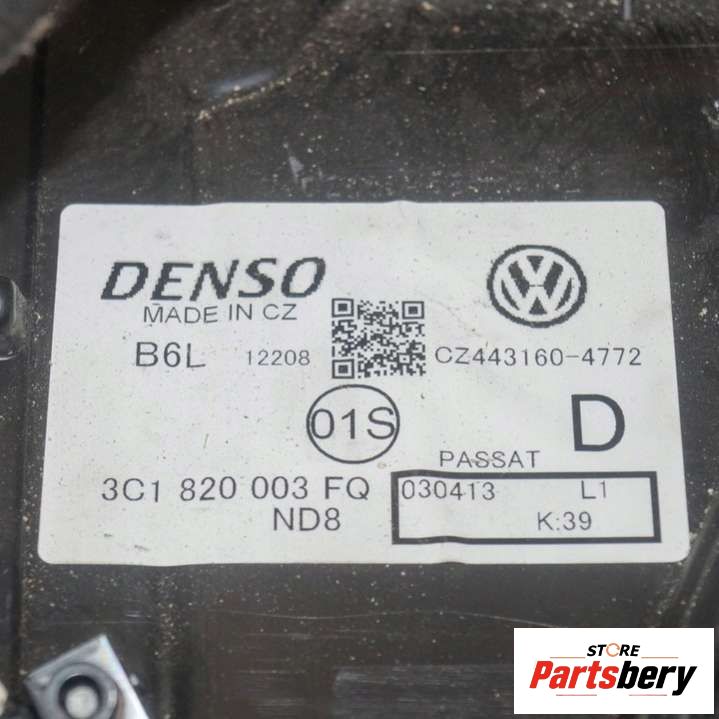 DENSO
MADE IN CZ
B6L 12208 CZ443160-4772
01S D
PASSAT
3C1 820 003 FQ 030413 L1
ND8 K:39
STORE
Partsbery